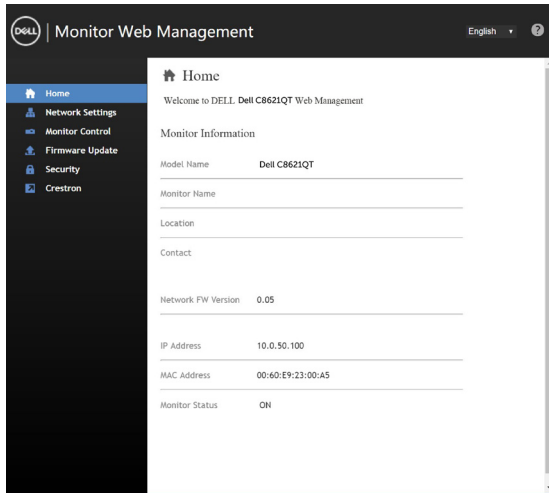 DELL | Monitor Web Management
English
?
Home
Network Settings
Monitor Control
Firmware Update
Security
Crestron
Home
Welcome to DELL Dell C8621QT Web Management
Monitor Information
Model Name Dell C8621QT
Monitor Name
Location
Contact
Network FW Version 0.05
IP Address 10.0.50.100
MAC Address 00:60:E9:23:00:A5
Monitor Status ON